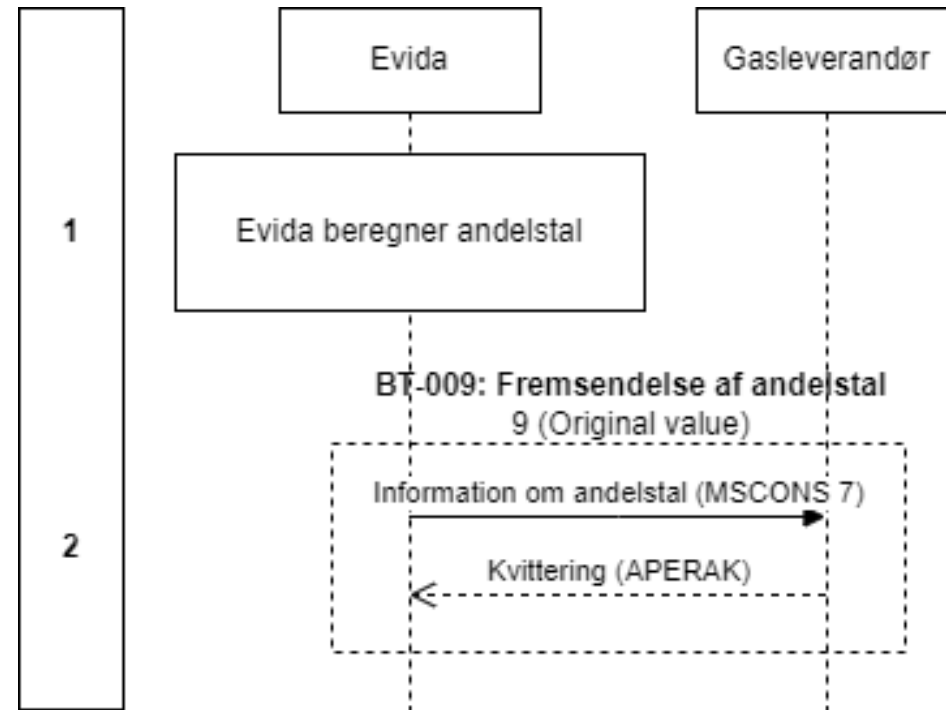 Evida
Gasleverandør
1
Evida beregner andelstal
BT-009: Fremsendelse af andelstal
9 (Original value)
Information om andelstal (MSCONS 7)
2
Kvittering (APERAK)